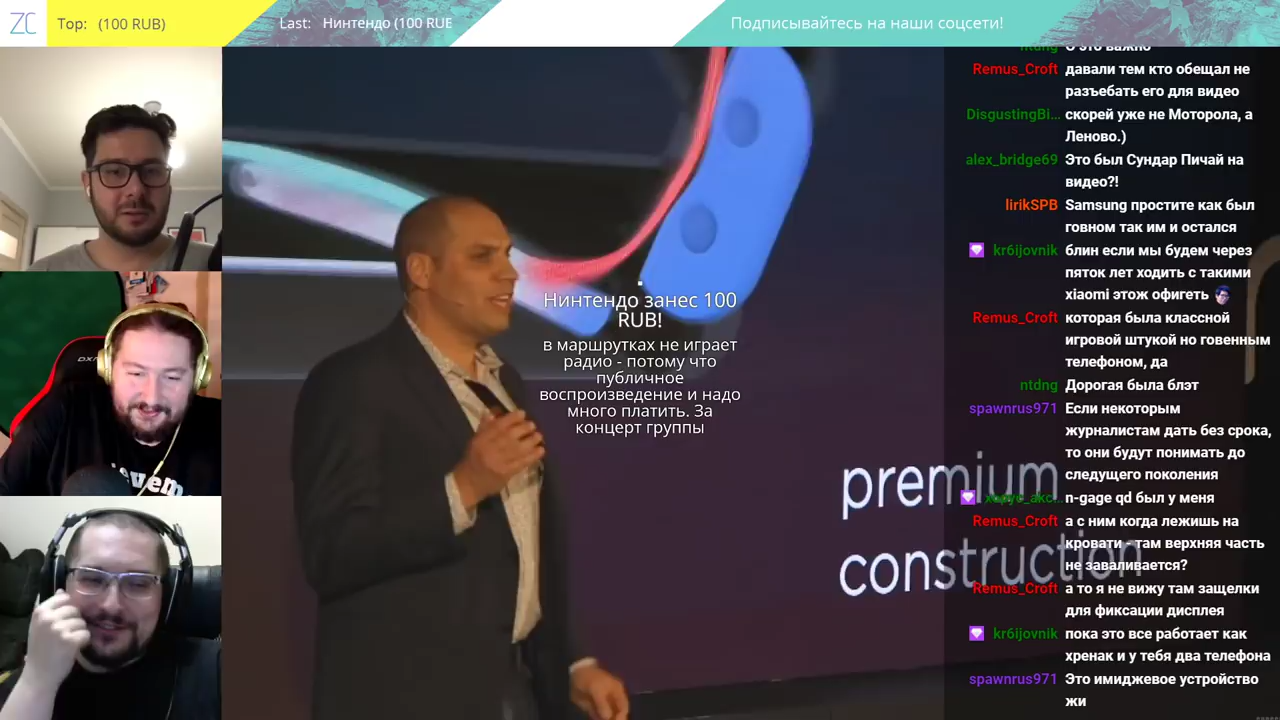 ZC
Top: (100 RUB)
Last: Нинтендо (100 RUE
Подписывайтесь на наши соцсети!
ntdng О это важно
Remus_Croft давали тем кто обещал не
разъебать его для видео
DisgustingBi... скорей уже не Моторола, а
Леново.)
alex_bridge69 Это был Сундар Пичай на
видео?!
lirikSPB Samsung простите как был
говном так им и остался
kr6ijovnik блин если мы будем через
пяток лет ходить с такими
xiaomi этож офигеть
Remus_Croft которая была классной
игровой штукой но говенным
телефоном, да
ntdng Дорогая была блэт
spawnrus971 Если некоторым
журналистам дать без срока,
то они будут понимать до
следущего поколения
хорус_акс... n-gage qd был у меня
Remus_Croft а с ним когда лежишь на
кровати - там верхняя часть
не заваливается?
Remus_Croft а то я не вижу там защелки
для фиксации дисплея
kr6ijovnik пока это все работает как
хренак и у тебя два телефона
spawnrus971 Это имиджевое устройство
жи
Нинтендо занес 100
RUB!
в маршрутках не играет
радио - потому что
публичное
воспроизведение и надо
много платить. За
концерт группы
premium
construction
DXR